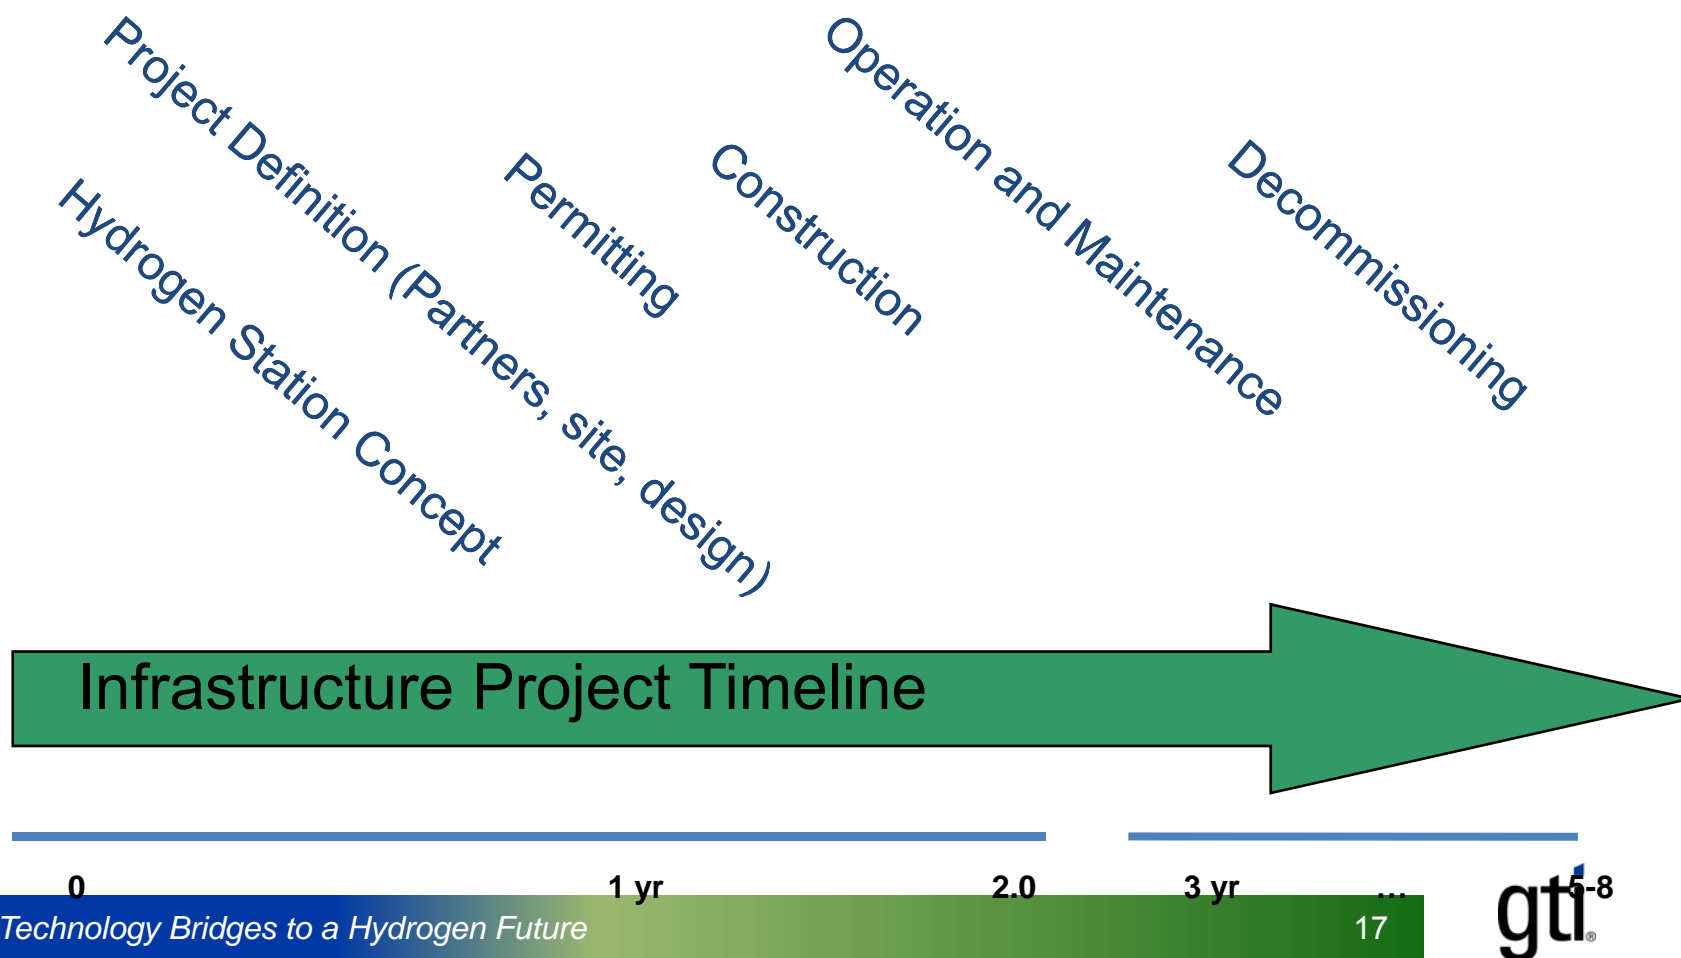 Hydrogen Station Concept
Project Definition (Partners, site, design)
Permitting
Construction
Operation and Maintenance
Decommissioning
Infrastructure Project Timeline
0 1 yr 2.0 3 yr ... 5-8
Technology Bridges to a Hydrogen Future 17
gti®